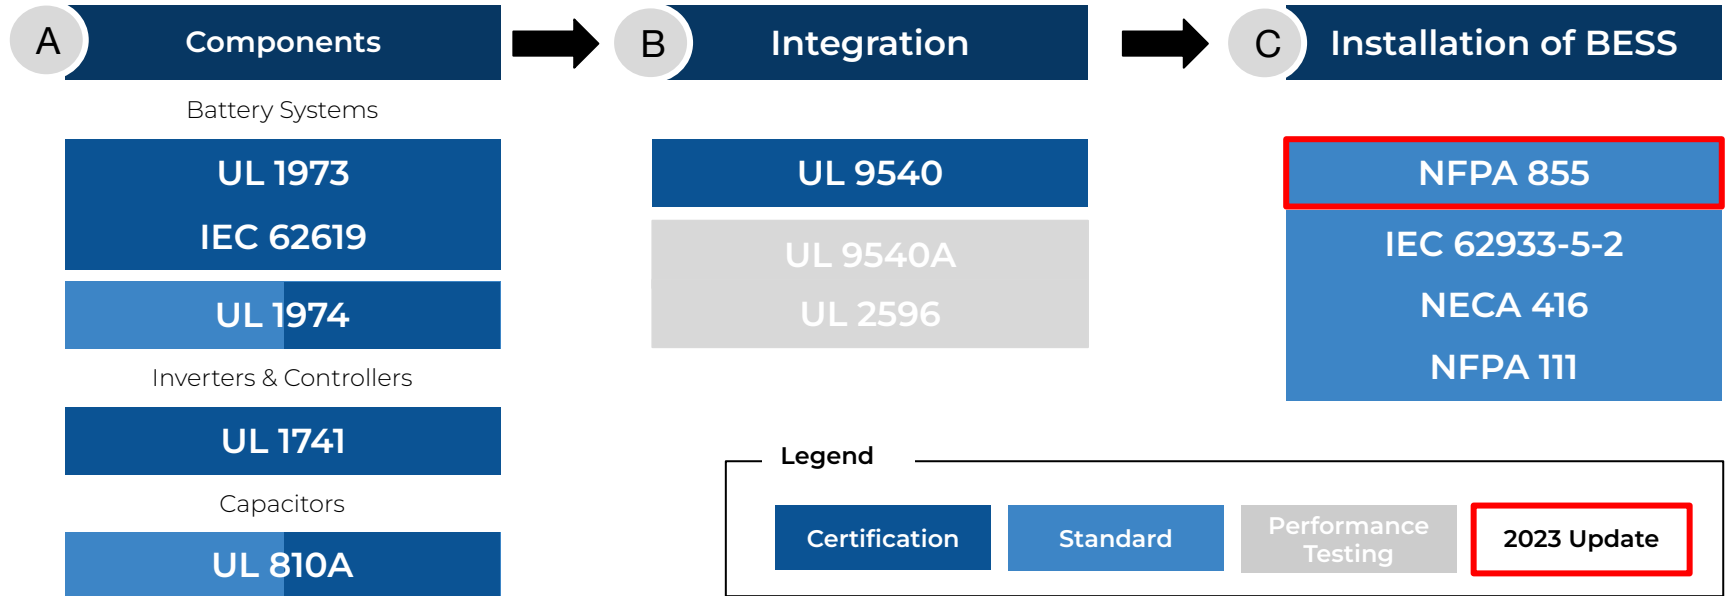 A
Components
Battery Systems
UL 1973
IEC 62619
UL 1974
Inverters & Controllers
UL 1741
Capacitors
UL 810A
B
Integration
UL 9540
UL 9540A
UL 2596
C
Installation of BESS
NFPA 855
IEC 62933-5-2
NECA 416
NFPA 111
Legend
Certification
Standard
Performance
Testing
2023 Update